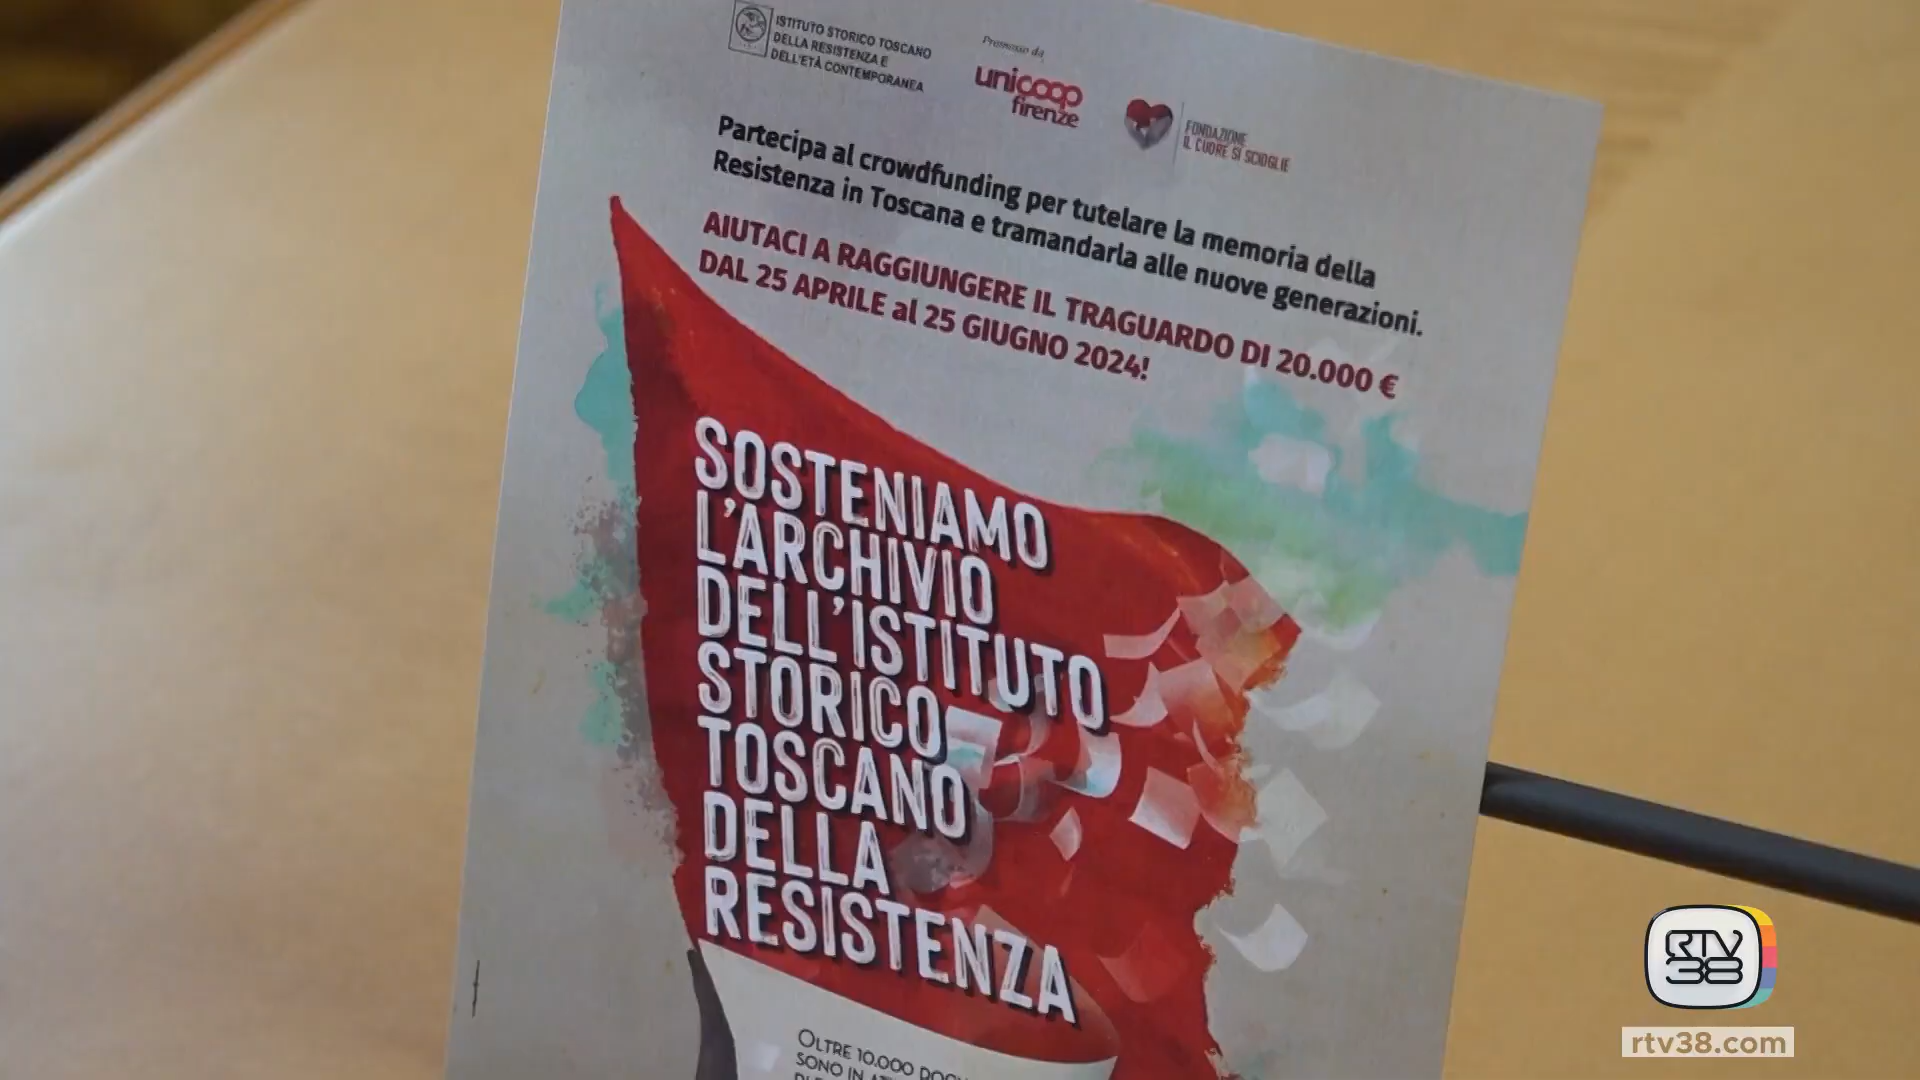 ISTITUTO STORICO TOSCANO
DELLA RESISTENZA E
DELL'ETÀ CONTEMPORANEA
Promosso da
unicoop
firenze
FONDAZIONE
IL CUORE SI SCIOGLIE
Partecipa al crowdfunding per tutelare la memoria della
Resistenza in Toscana e tramandarla alle nuove generazioni.
AIUTACI A RAGGIUNGERE IL TRAGUARDO DI 20.000 €
DAL 25 APRILE al 25 GIUGNO 2024!
SOSTENIAMO
L'ARCHIVIO
DELL'ISTITUTO
STORICO
TOSCANO
DELLA
RESISTENZA
OLTRE 10.000
SONO IN
RTV
38
rtv38.com